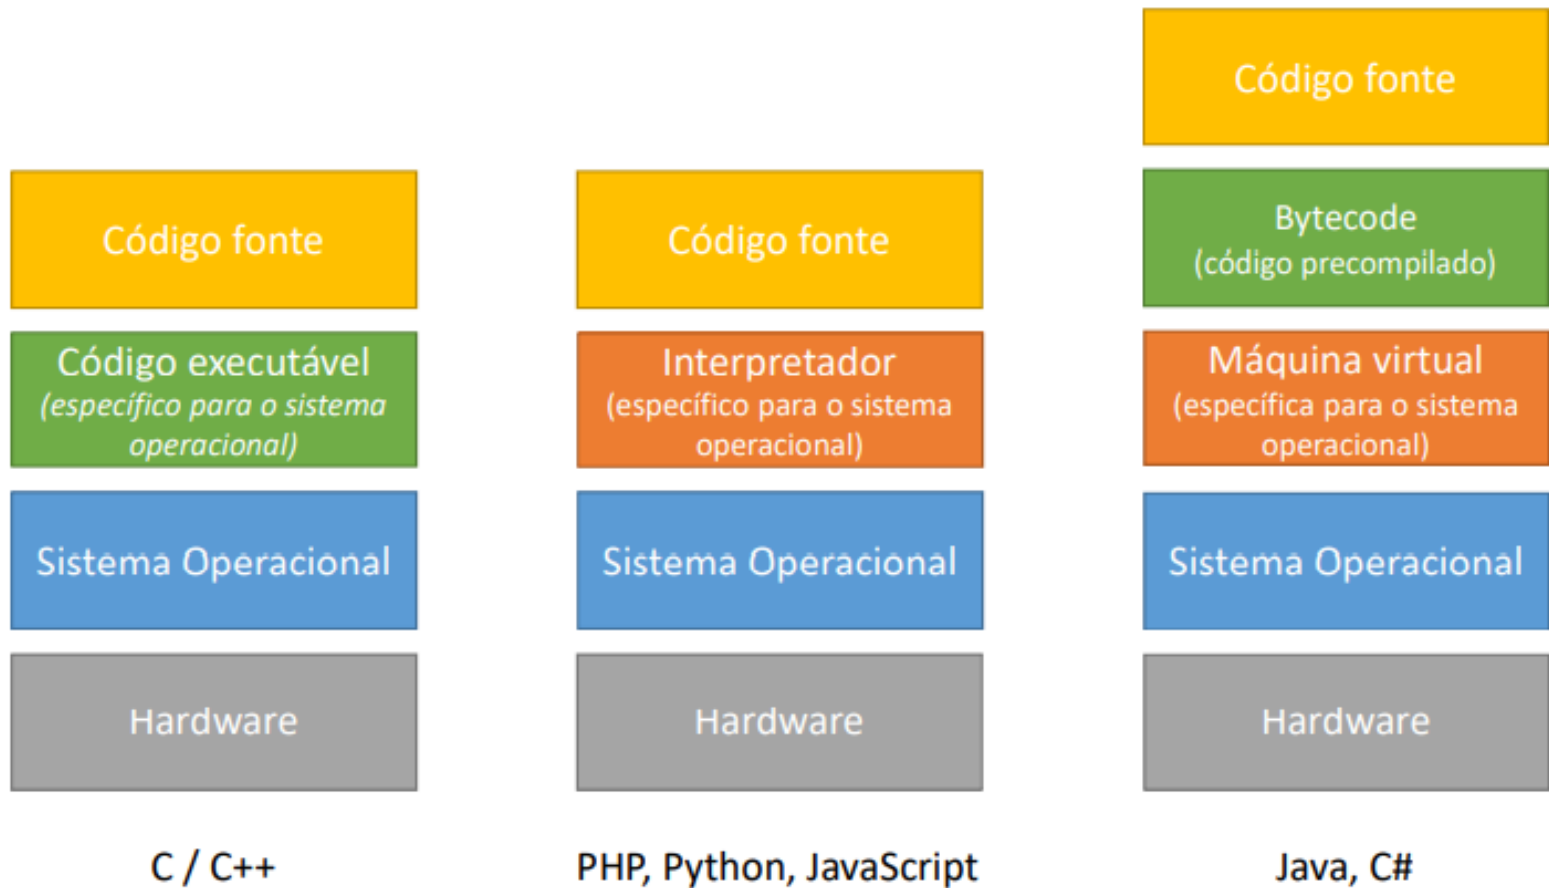 Código fonte
Código executável
(específico para o sistema
operacional)
Sistema Operacional
Hardware
C / C++
Código fonte
Interpretador
(específico para o sistema
operacional)
Sistema Operacional
Hardware
PHP, Python, JavaScript
Código fonte
Bytecode
(código precompilado)
Máquina virtual
(específica para o sistema
operacional)
Sistema Operacional
Hardware
Java, C#